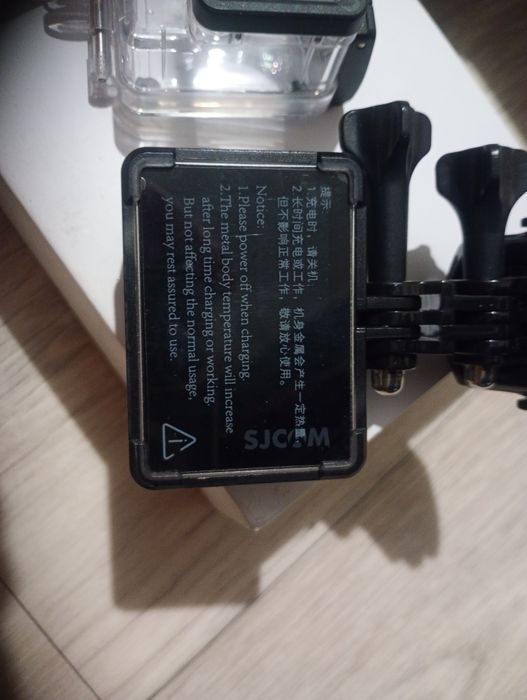 提示:
1.充电时，请关机;
2.长时间充电或工作，机身金属会产生一定热量，
但不影响正常工作，敬请放心使用。
Notice:
1.Please power off when charging.
2.The metal body temperature will increase
after long time charging or working.
But not affecting the normal usage,
you may rest assured to use.
SJCAM